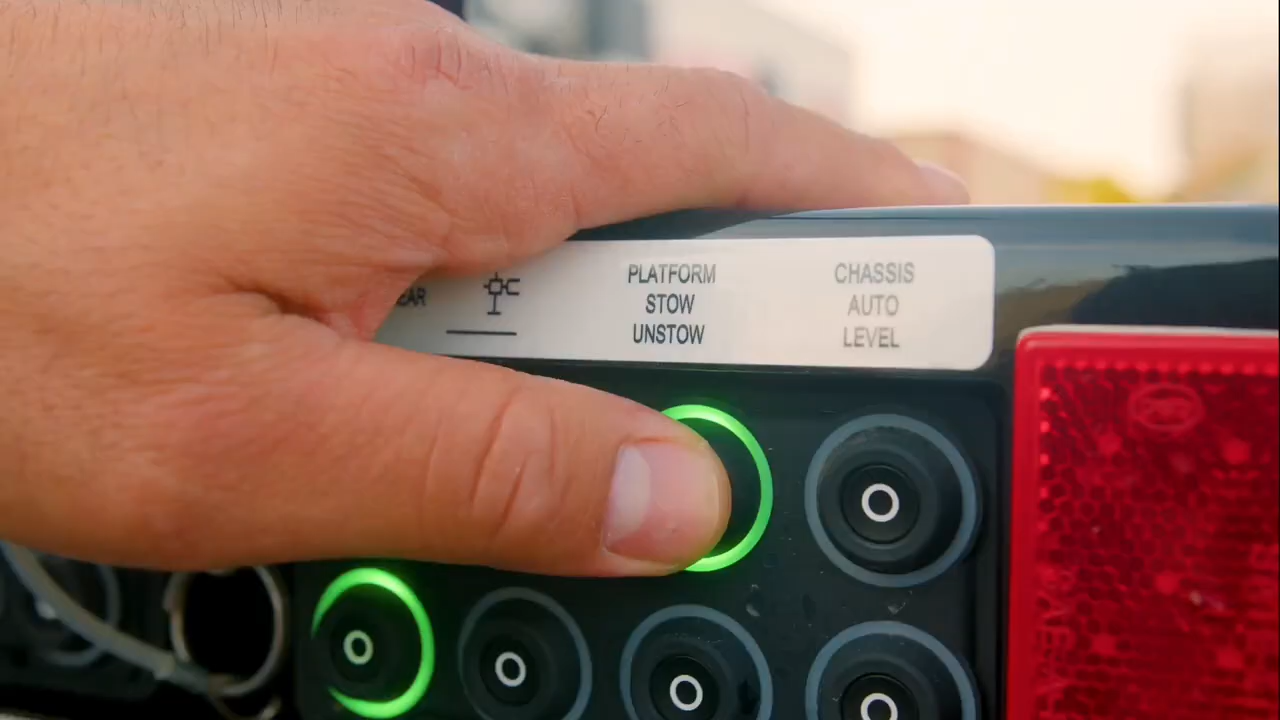 PLATFORM
STOW
UNSTOW
CHASSIS
AUTO
LEVEL
O
O
O
O
O